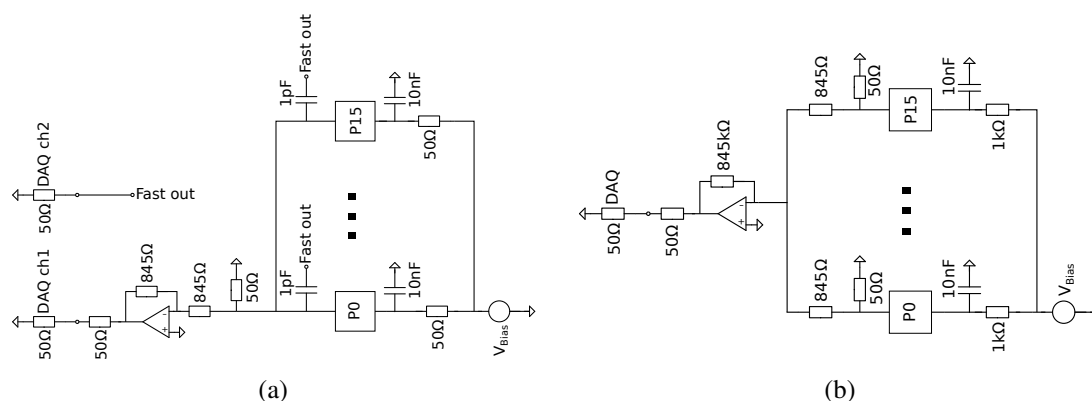 Fast out
1pF
P15
10nF
50Ω
DAQ ch2
50Ω
Fast out
Fast out
1pF
P0
10nF
50Ω
DAQ ch1
50Ω
50Ω
845Ω
845Ω
50Ω
V_Bias
- +
(a)
845Ω
50Ω
P15
10nF
1kΩ
845kΩ
DAQ
50Ω
50Ω
- +
845Ω
50Ω
P0
10nF
1kΩ
V_Bias
(b)